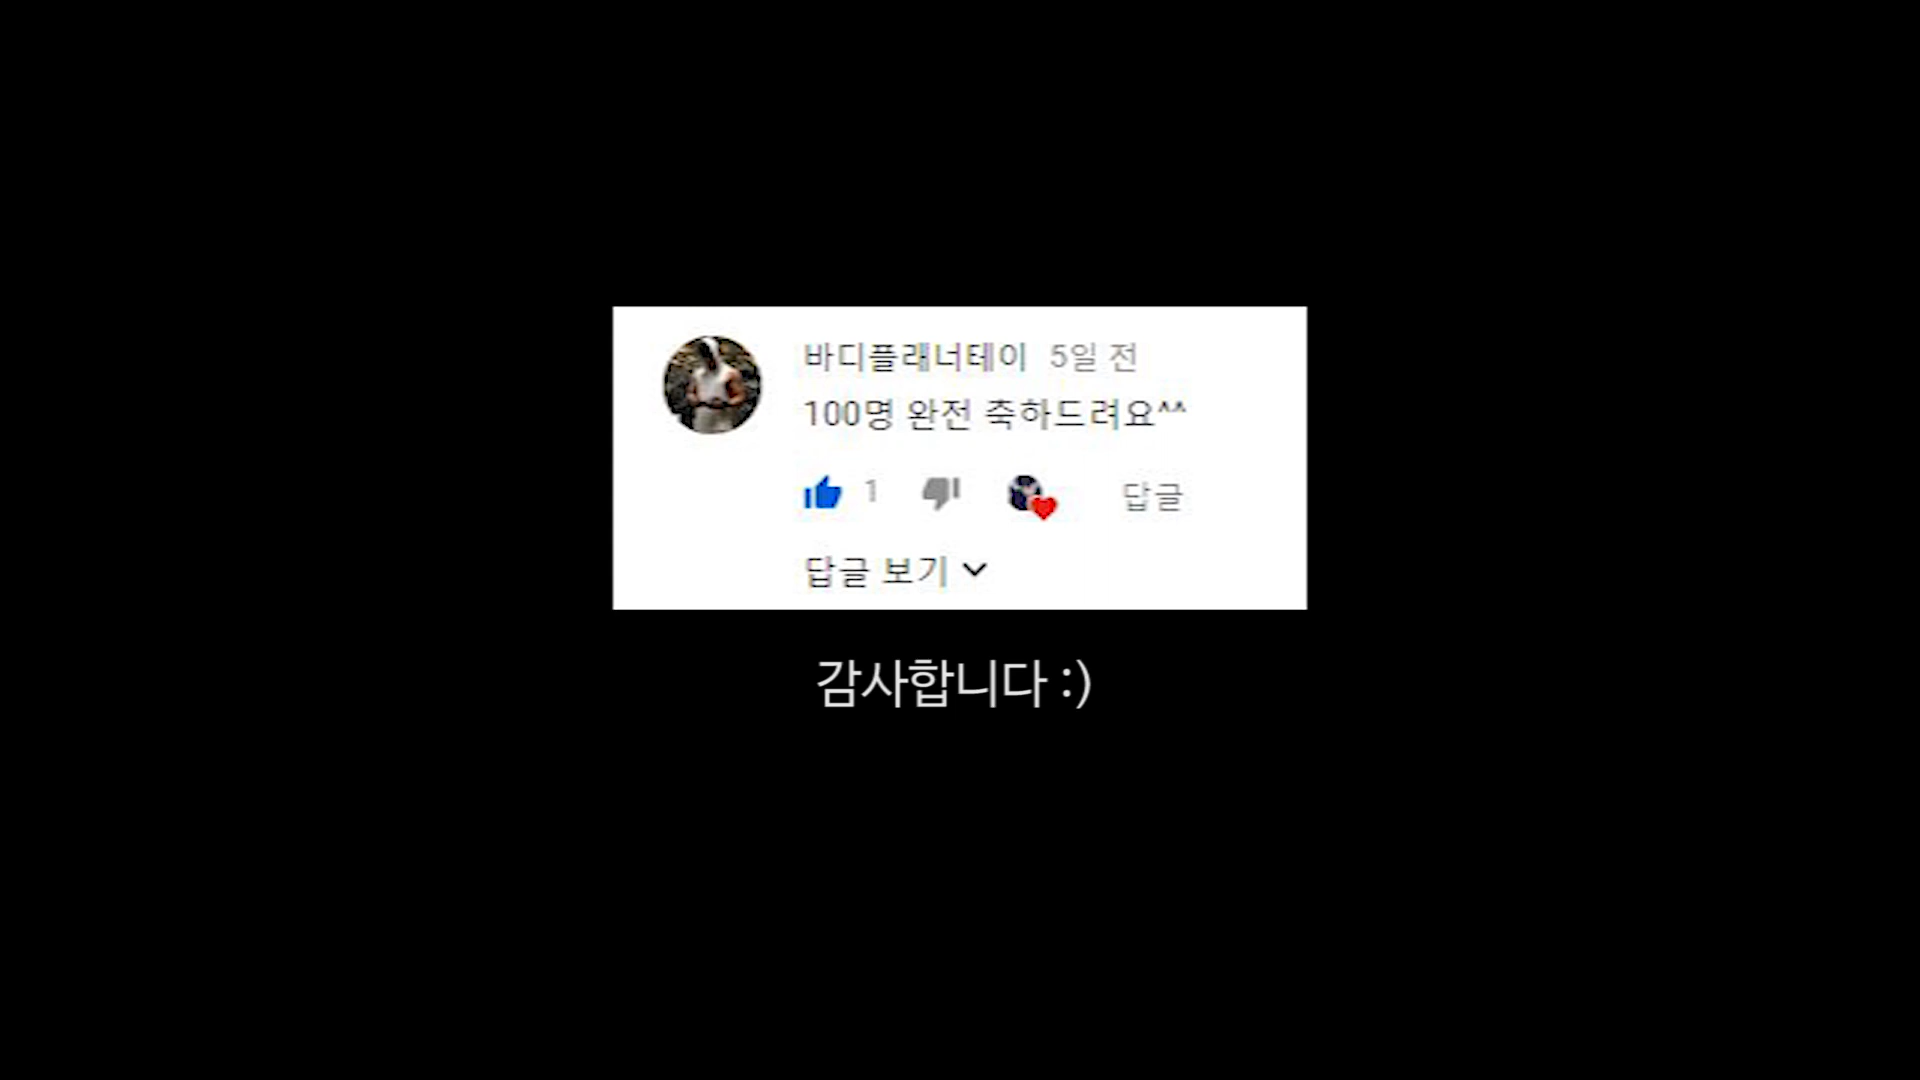 바디플래너테이 5일 전
100명 완전 축하드려요^^
1 답글
답글 보기
감사합니다 :)